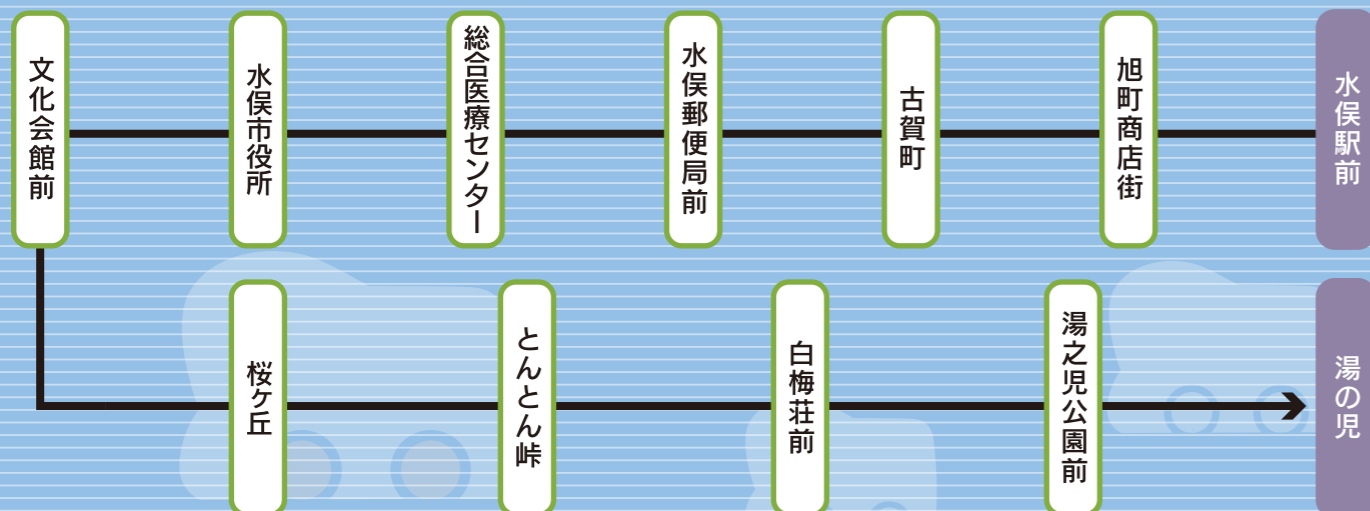 水俣駅前
旭町商店街
古賀町
水俣郵便局前
総合医療センター
水俣市役所
文化会館前
桜ヶ丘
とんとん峠
白梅荘前
湯之児公園前
湯の児